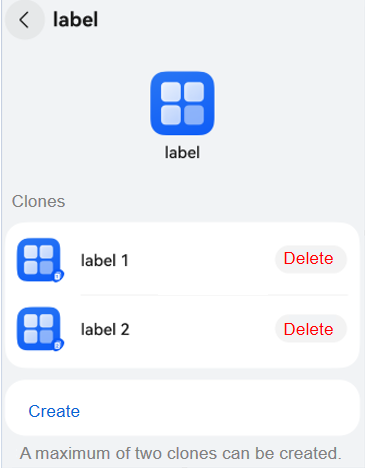 label
label
Clones
label 1 Delete
label 2 Delete
Create
A maximum of two clones can be created.